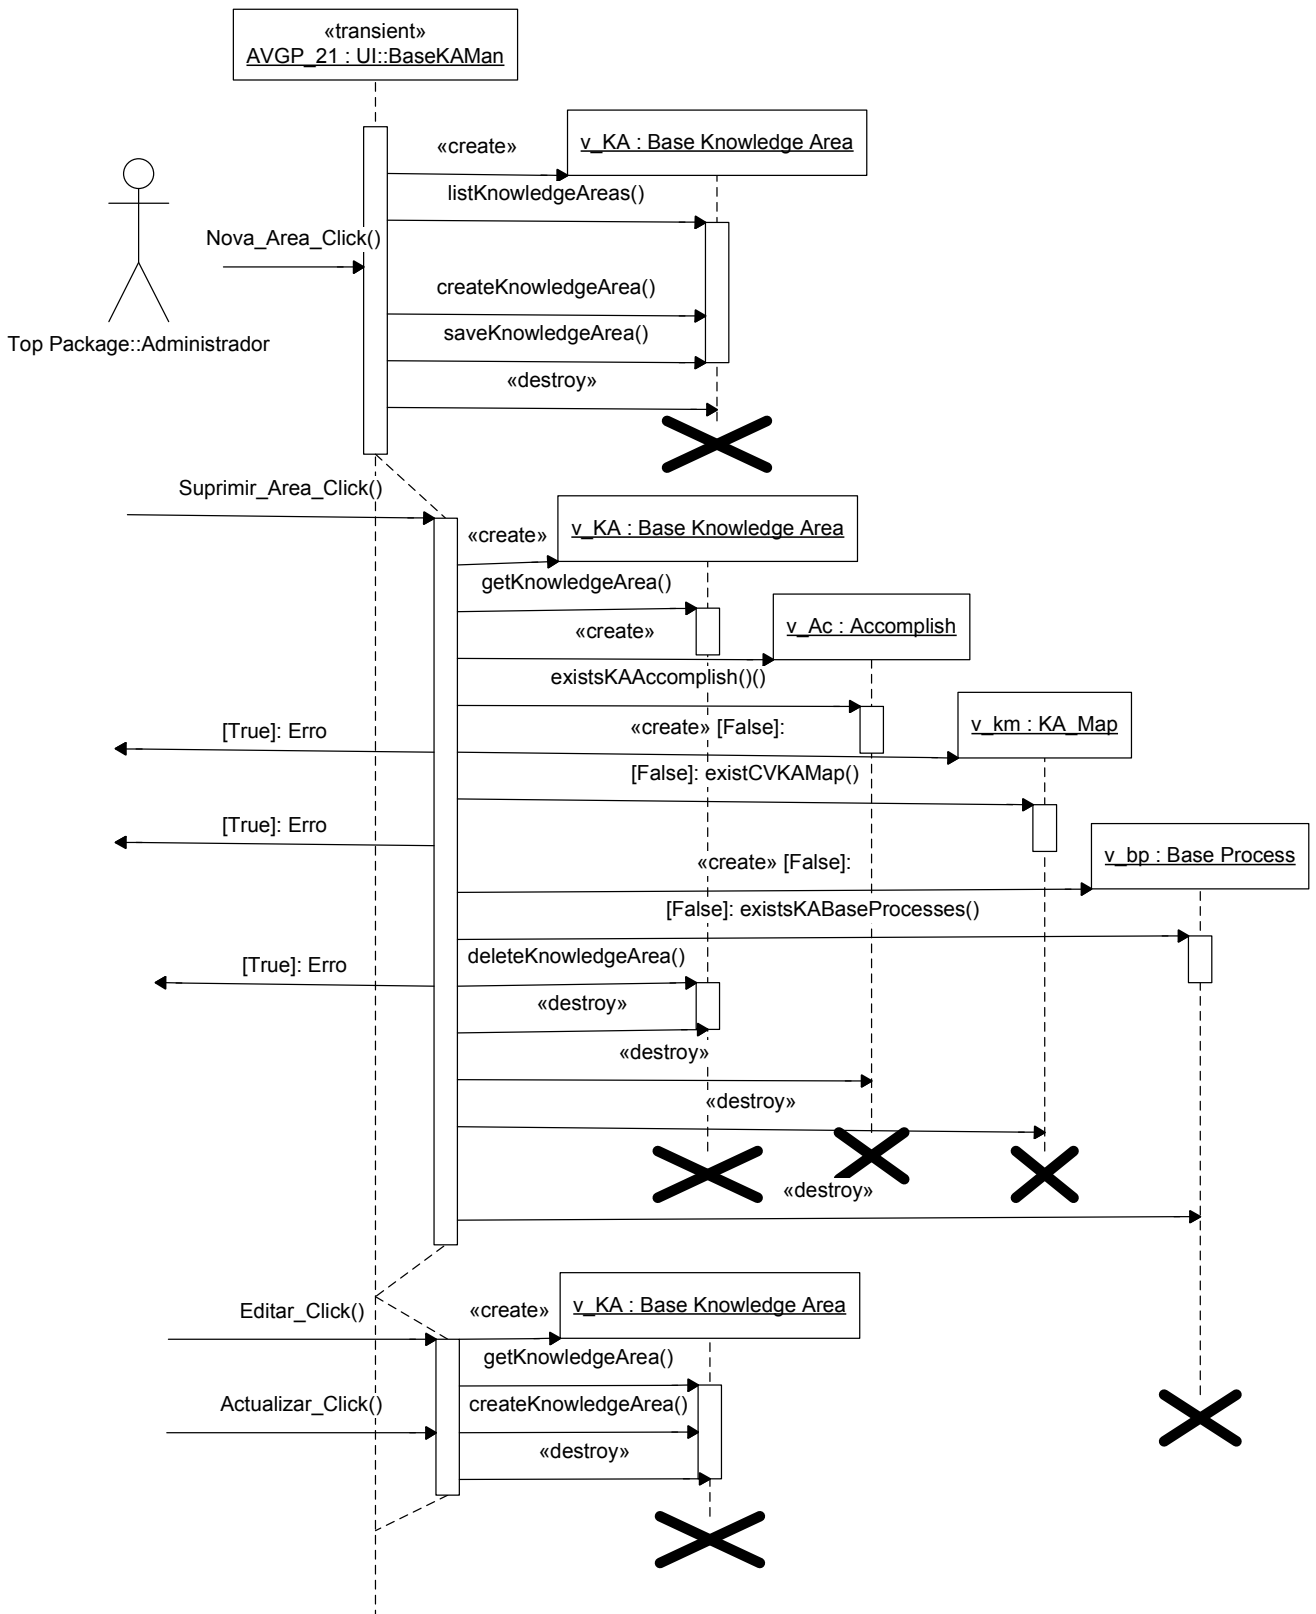 «transient»
AVGP_21 : UI::BaseKAMan
v_KA : Base Knowledge Area
«create»
listKnowledgeAreas()
Nova_Area_Click()
createKnowledgeArea()
saveKnowledgeArea()
Top Package::Administrador
«destroy»
Suprimir_Area_Click()
v_KA : Base Knowledge Area
«create»
getKnowledgeArea()
«create»
v_Ac : Accomplish
existsKAAccomplish()()
[True]: Erro
«create» [False]:
v_km : KA_Map
[False]: existCVKAMap()
[True]: Erro
«create» [False]:
v_bp : Base Process
[False]: existsKABaseProcesses()
deleteKnowledgeArea()
[True]: Erro
«destroy»
«destroy»
«destroy»
«destroy»
Editar_Click()
«create»
v_KA : Base Knowledge Area
getKnowledgeArea()
Actualizar_Click()
createKnowledgeArea()
«destroy»